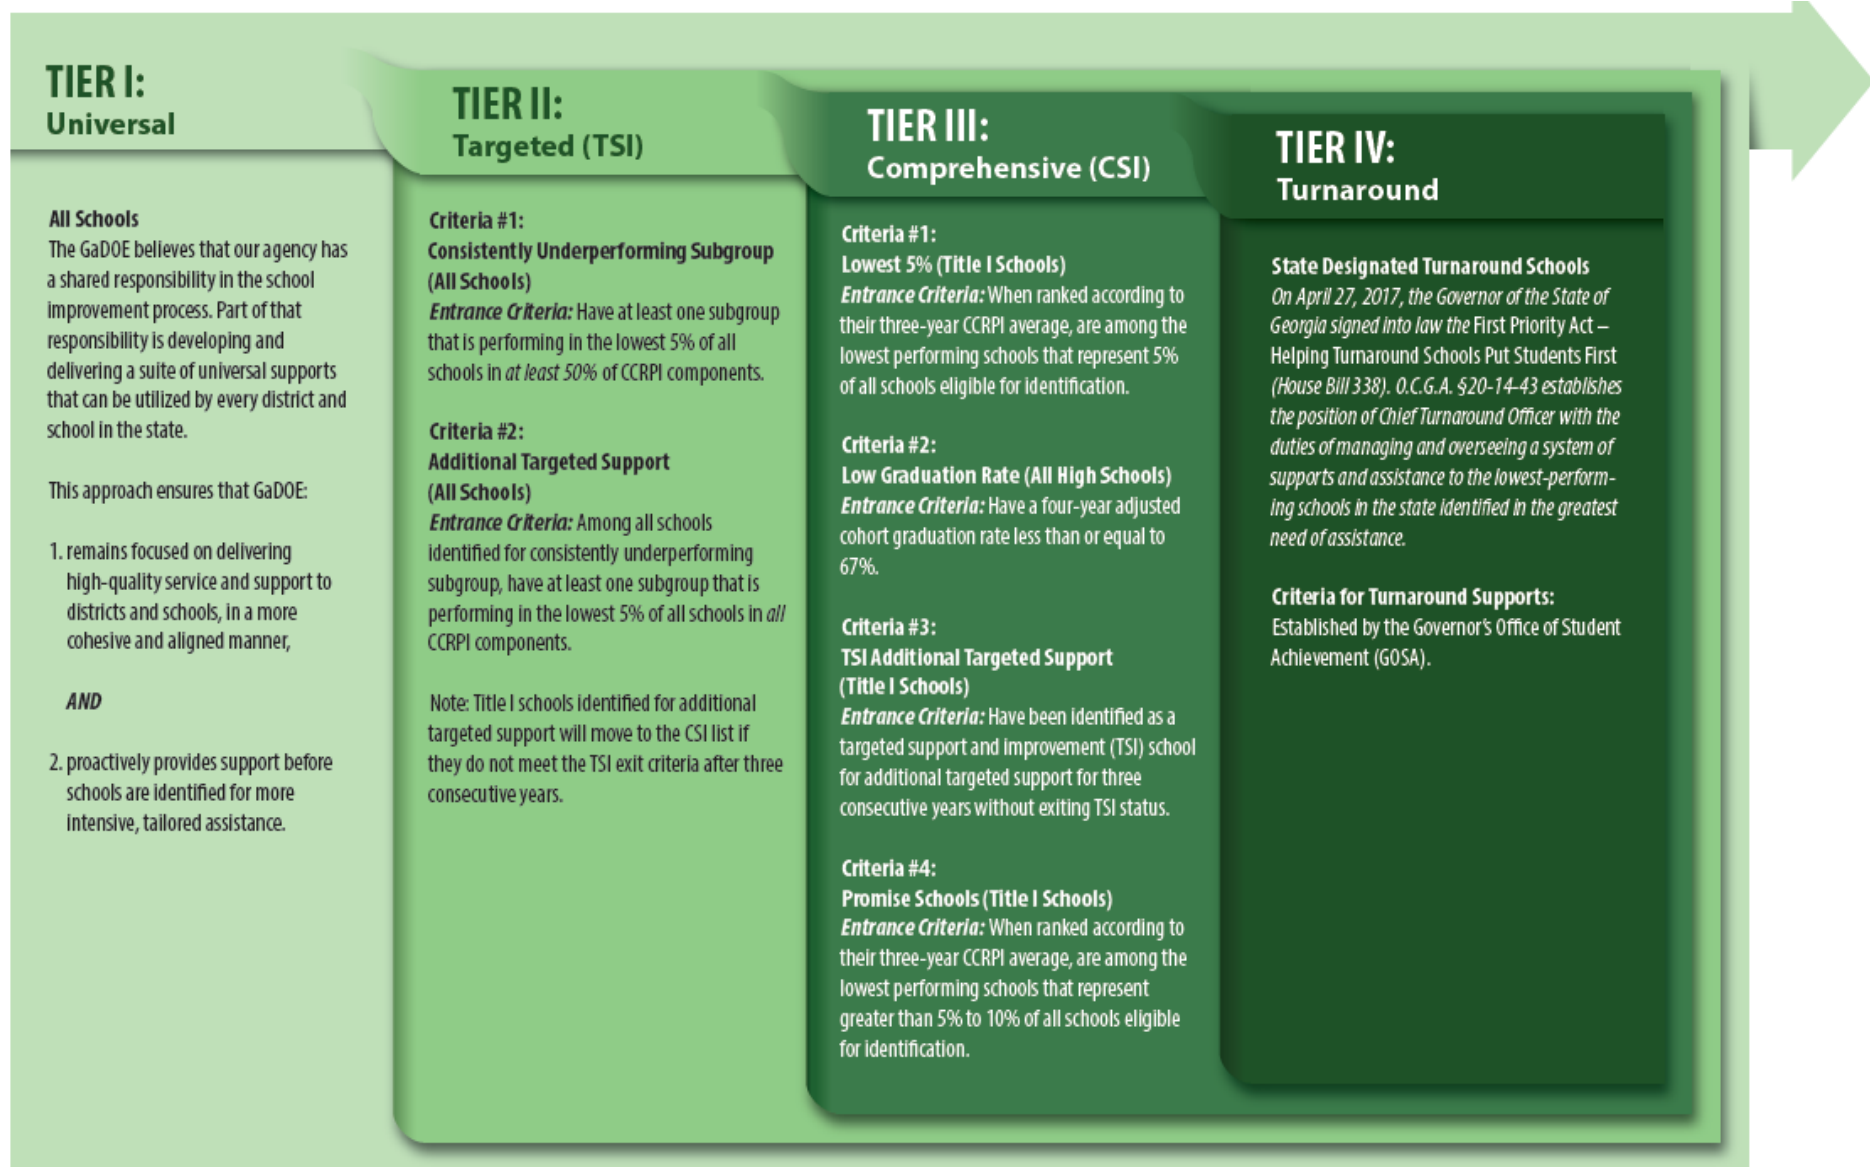 TIER I:
Universal
All Schools
The GaDOE believes that our agency has
a shared responsibility in the school
improvement process. Part of that
responsibility is developing and
delivering a suite of universal supports
that can be utilized by every district and
school in the state.
This approach ensures that GaDOE:
1. remains focused on delivering
high-quality service and support to
districts and schools, in a more
cohesive and aligned manner,
AND
2. proactively provides support before
schools are identified for more
intensive, tailored assistance.
TIER II:
Targeted (TSI)
Criteria #1:
Consistently Underperforming Subgroup
(All Schools)
Entrance Criteria: Have at least one subgroup
that is performing in the lowest 5% of all
schools in at least 50% of CCRPI components.
Criteria #2:
Additional Targeted Support
(All Schools)
Entrance Criteria: Among all schools
identified for consistently underperforming
subgroup, have at least one subgroup that is
performing in the lowest 5% of all schools in all
CCRPI components.
Note: Title I schools identified for additional
targeted support will move to the CSI list if
they do not meet the TSI exit criteria after three
consecutive years.
TIER III:
Comprehensive (CSI)
Criteria #1:
Lowest 5% (Title I Schools)
Entrance Criteria: When ranked according to
their three-year CCRPI average, are among the
lowest performing schools that represent 5%
of all schools eligible for identification.
Criteria #2:
Low Graduation Rate (All High Schools)
Entrance Criteria: Have a four-year adjusted
cohort graduation rate less than or equal to
67%.
Criteria #3:
TSI Additional Targeted Support
(Title I Schools)
Entrance Criteria: Have been identified as a
targeted support and improvement (TSI) school
for additional targeted support for three
consecutive years without exiting TSI status.
Criteria #4:
Promise Schools (Title I Schools)
Entrance Criteria: When ranked according to
their three-year CCRPI average, are among the
lowest performing schools that represent
greater than 5% to 10% of all schools eligible
for identification.
TIER IV:
Turnaround
State Designated Turnaround Schools
On April 27, 2017, the Governor of the State of
Georgia signed into law the First Priority Act –
Helping Turnaround Schools Put Students First
(House Bill 338). O.C.G.A. §20-14-43 establishes
the position of Chief Turnaround Officer with the
duties of managing and overseeing a system of
supports and assistance to the lowest-perform-
ing schools in the state identified in the greatest
need of assistance.
Criteria for Turnaround Supports:
Established by the Governor's Office of Student
Achievement (GOSA).